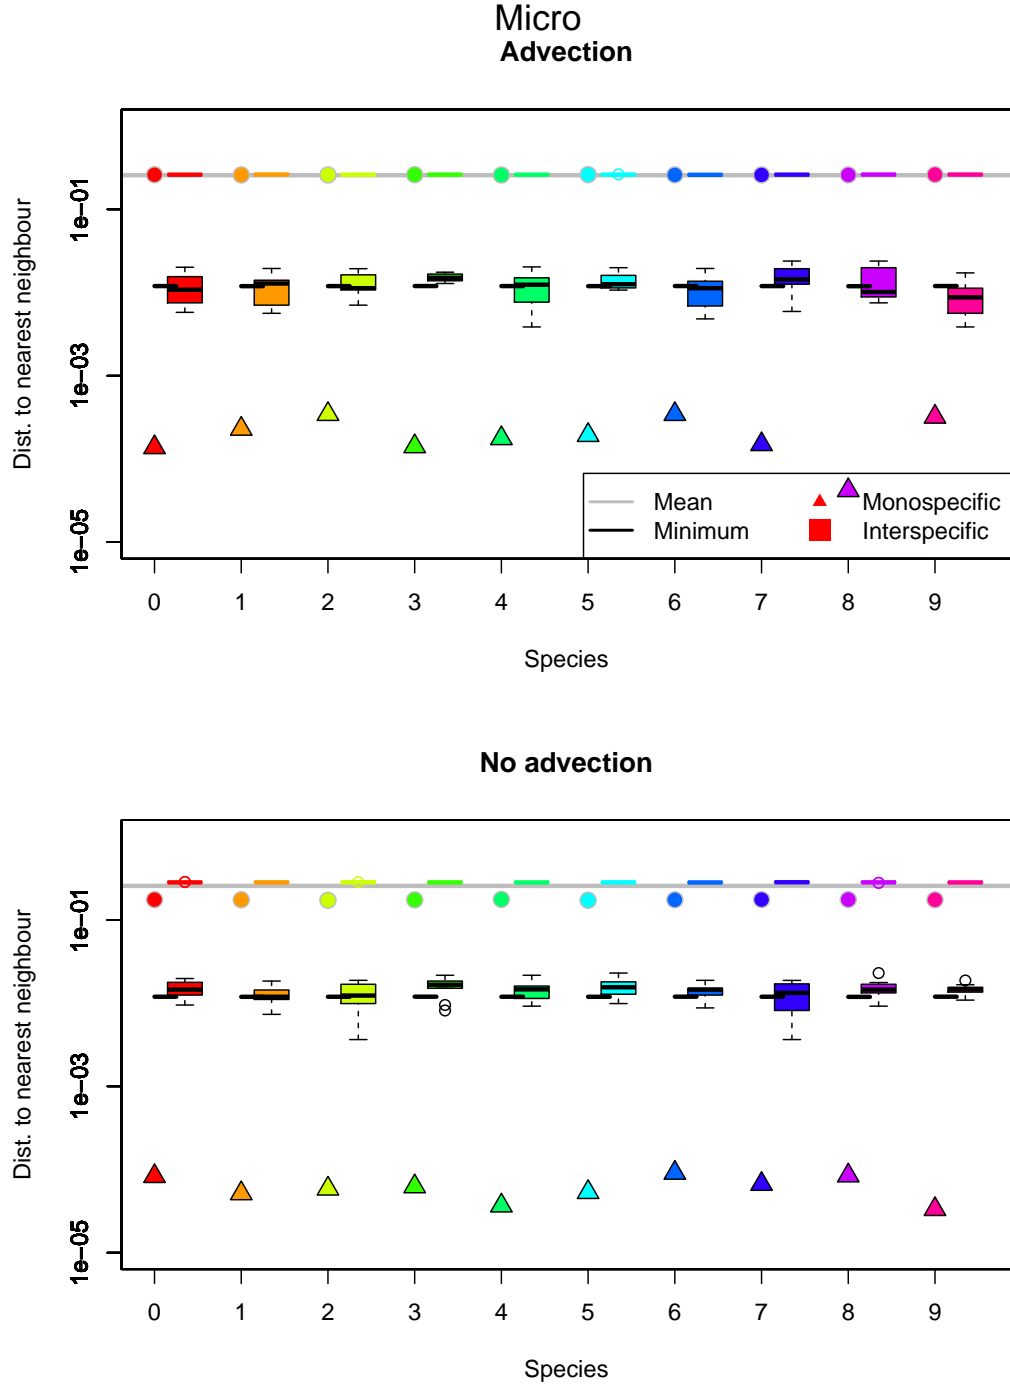 Micro
Advection
Dist. to nearest neighbour
1e−01
1e−03
1e−05
Mean
Minimum
Monospecific
Interspecific
0 1 2 3 4 5 6 7 8 9
Species
No advection
Dist. to nearest neighbour
1e−01
1e−03
1e−05
0 1 2 3 4 5 6 7 8 9
Species